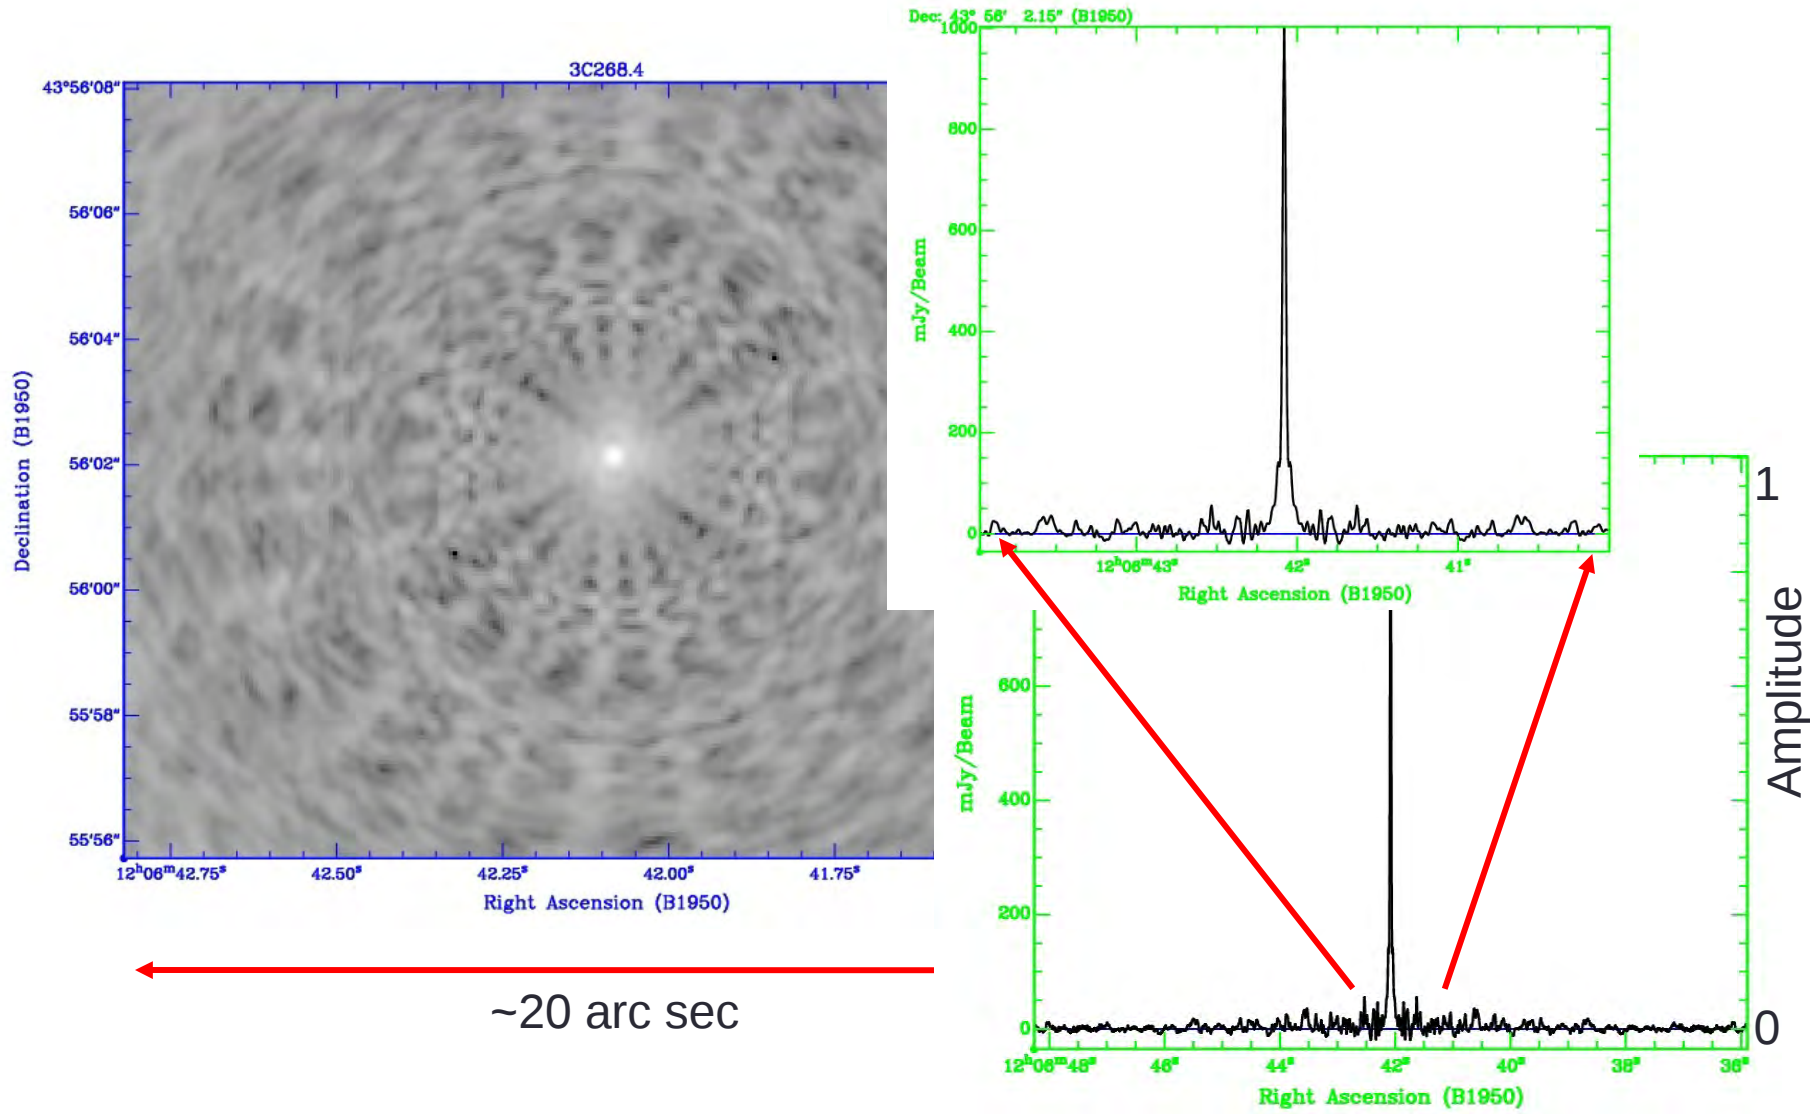 3C268.4
43°56'08"
56'06"
56'04"
56'02"
56'00"
55'58"
55'56"
Declination (B1950)
12ʰ06ᵐ42.75ˢ 42.50ˢ 42.25ˢ 42.00ˢ 41.75ˢ
Right Ascension (B1950)
~20 arc sec
Dec: 43° 56' 2.15" (B1950)
1000
800
600
400
200
0
mJy/Beam
12ʰ06ᵐ43ˢ 42ˢ 41ˢ
Right Ascension (B1950)
600
400
200
0
mJy/Beam
12ʰ06ᵐ48ˢ 46ˢ 44ˢ 42ˢ 40ˢ 38ˢ 36ˢ
Right Ascension (B1950)
1
Amplitude
0